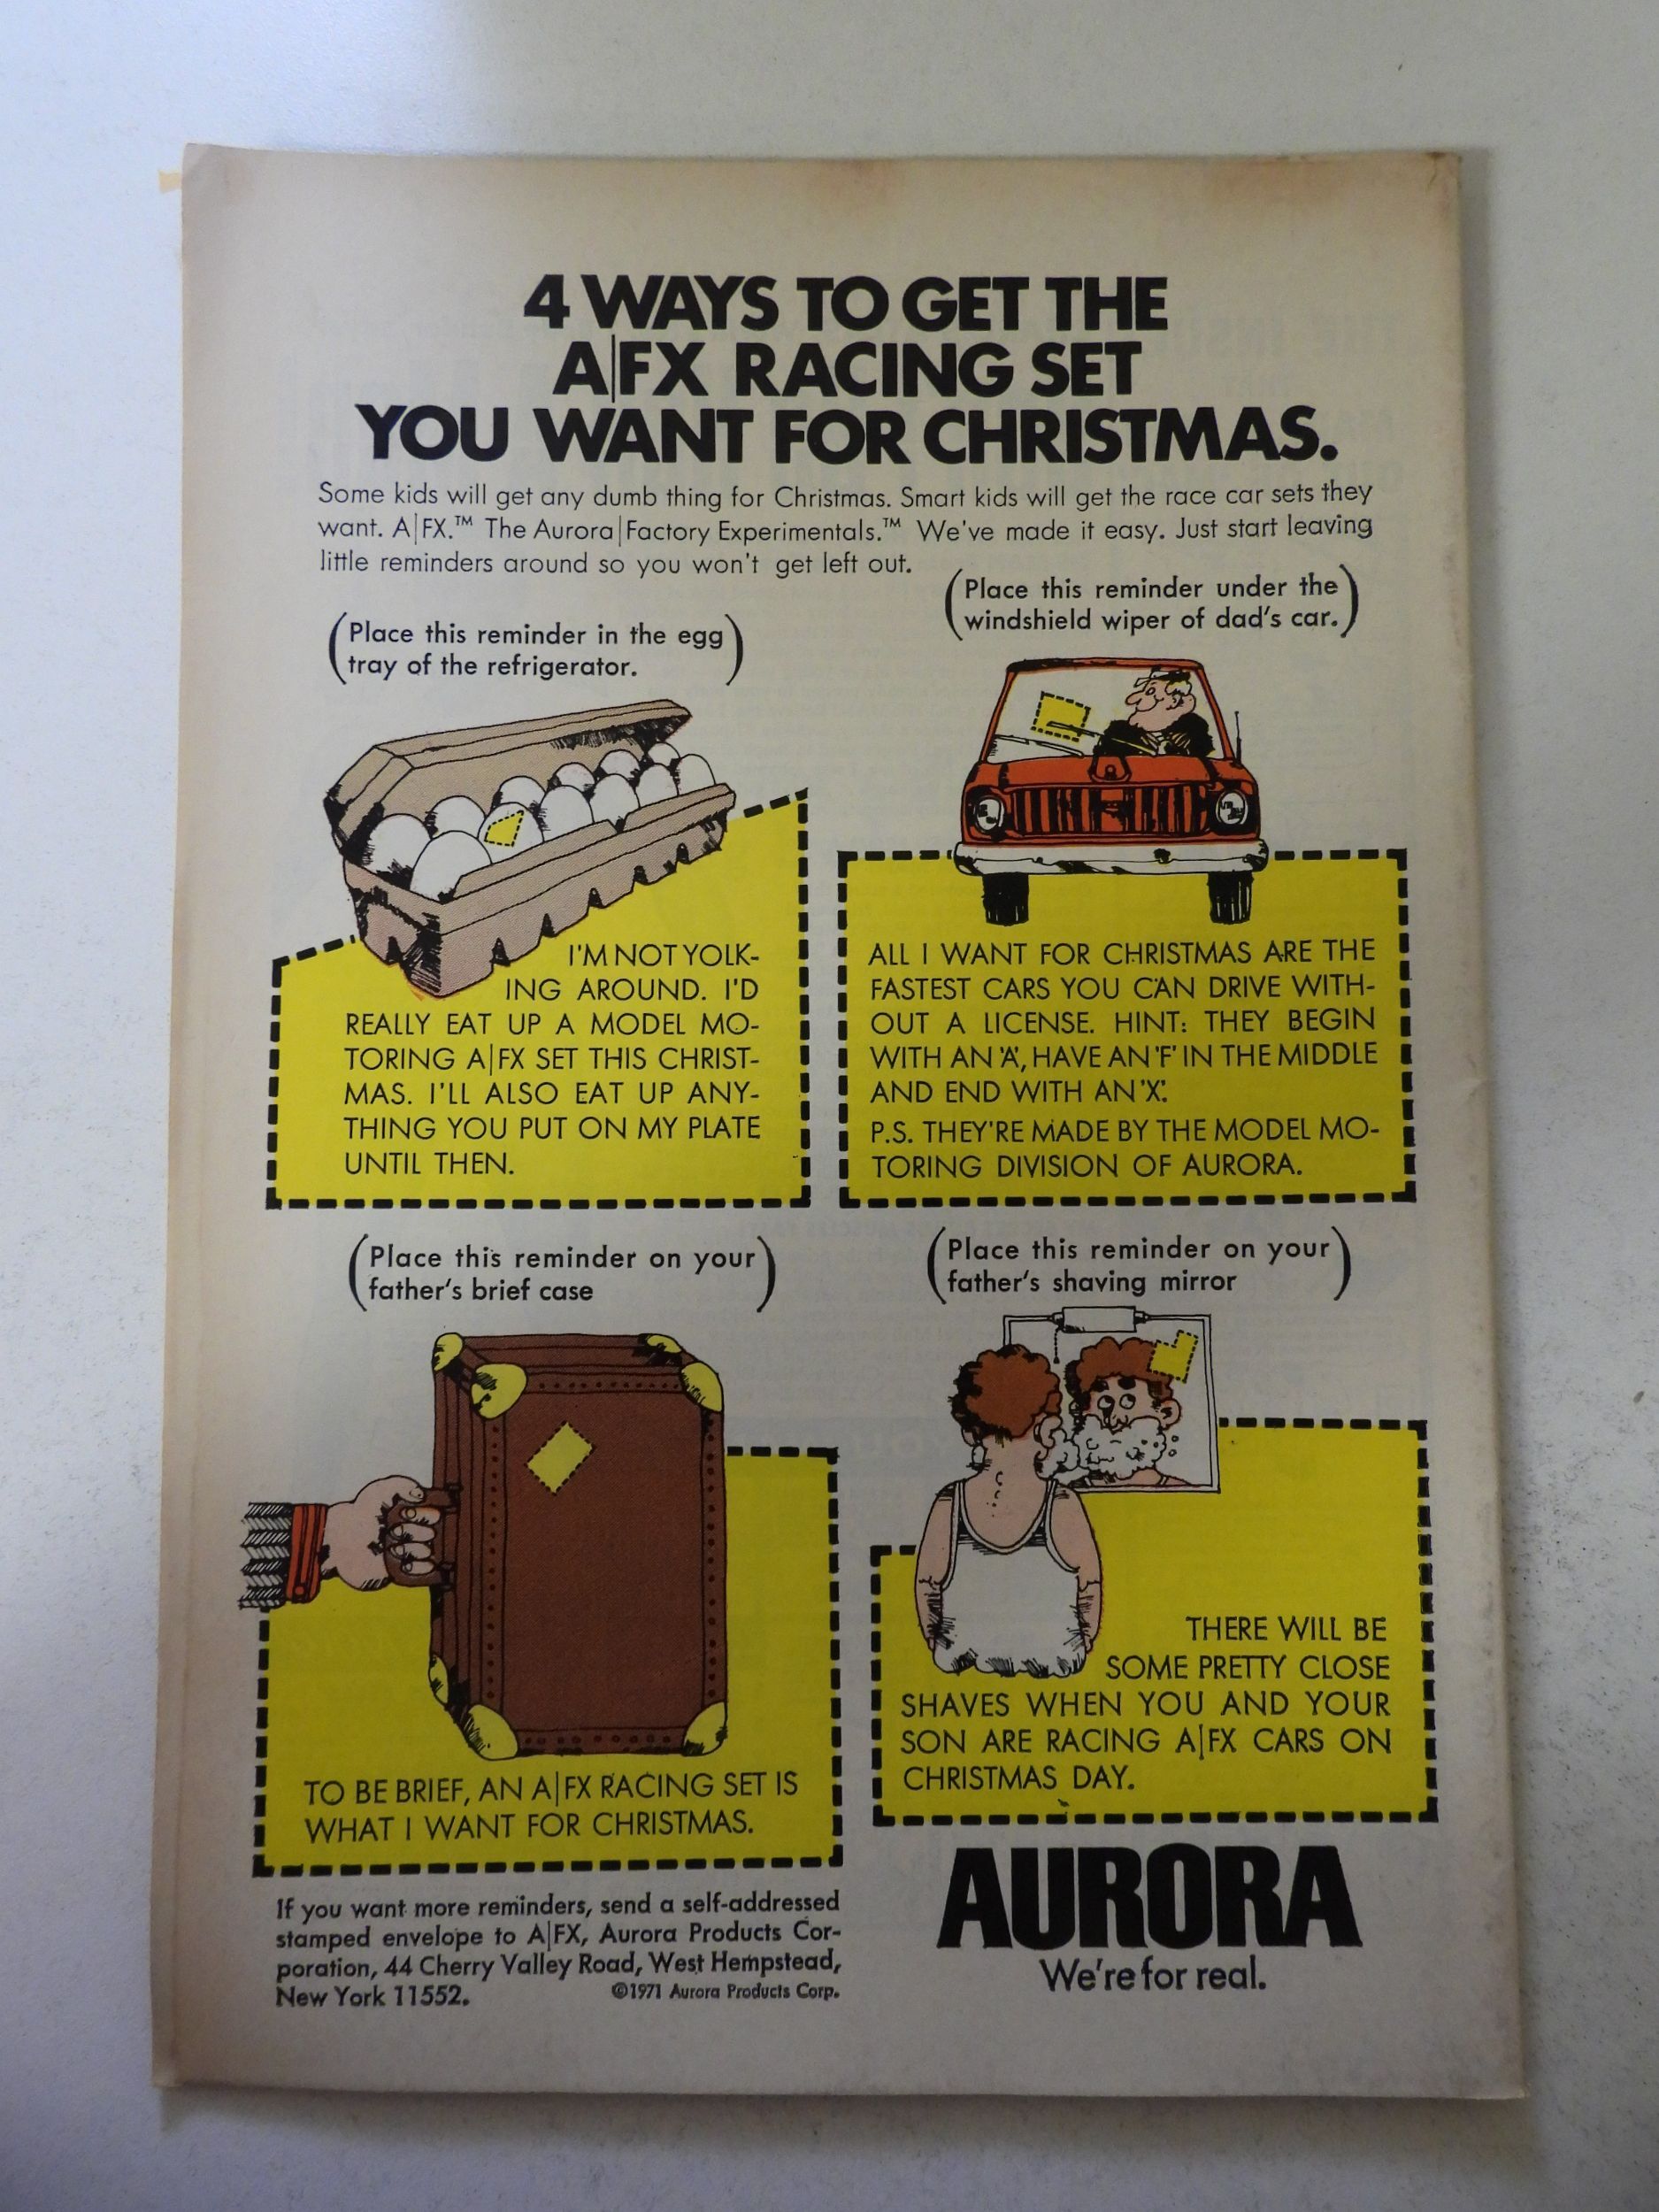 4 WAYS TO GET THE
A|FX RACING SET
YOU WANT FOR CHRISTMAS.
Some kids will get any dumb thing for Christmas. Smart kids will get the race car sets they
want. A|FX.™ The Aurora|Factory Experimentals.™ We've made it easy. Just start leaving
little reminders around so you won't get left out.
(Place this reminder in the egg
tray of the refrigerator.)
I'M NOT YOLK-
ING AROUND. I'D
REALLY EAT UP A MODEL MO-
TORING A|FX SET THIS CHRIST-
MAS. I'LL ALSO EAT UP ANY-
THING YOU PUT ON MY PLATE
UNTIL THEN.
(Place this reminder under the
windshield wiper of dad's car.)
ALL I WANT FOR CHRISTMAS ARE THE
FASTEST CARS YOU CAN DRIVE WITH-
OUT A LICENSE. HINT: THEY BEGIN
WITH AN 'A', HAVE AN 'F' IN THE MIDDLE
AND END WITH AN 'X'.
P.S. THEY'RE MADE BY THE MODEL MO-
TORING DIVISION OF AURORA.
(Place this reminder on your
father's brief case)
TO BE BRIEF, AN A|FX RACING SET IS
WHAT I WANT FOR CHRISTMAS.
(Place this reminder on your
father's shaving mirror)
THERE WILL BE
SOME PRETTY CLOSE
SHAVES WHEN YOU AND YOUR
SON ARE RACING A|FX CARS ON
CHRISTMAS DAY.
If you want more reminders, send a self-addressed
stamped envelope to A|FX, Aurora Products Cor-
poration, 44 Cherry Valley Road, West Hempstead,
New York 11552. ©1971 Aurora Products Corp.
AURORA
We're for real.